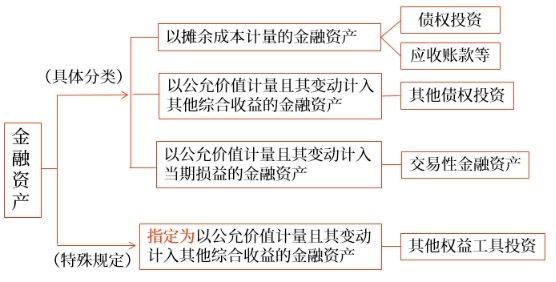 金融资产
（具体分类）
以摊余成本计量的金融资产
债权投资
应收账款等
以公允价值计量且其变动计入
其他综合收益的金融资产
其他债权投资
以公允价值计量且其变动计入
当期损益的金融资产
交易性金融资产
（特殊规定）
指定为以公允价值计量且其变动
计入其他综合收益的金融资产
其他权益工具投资